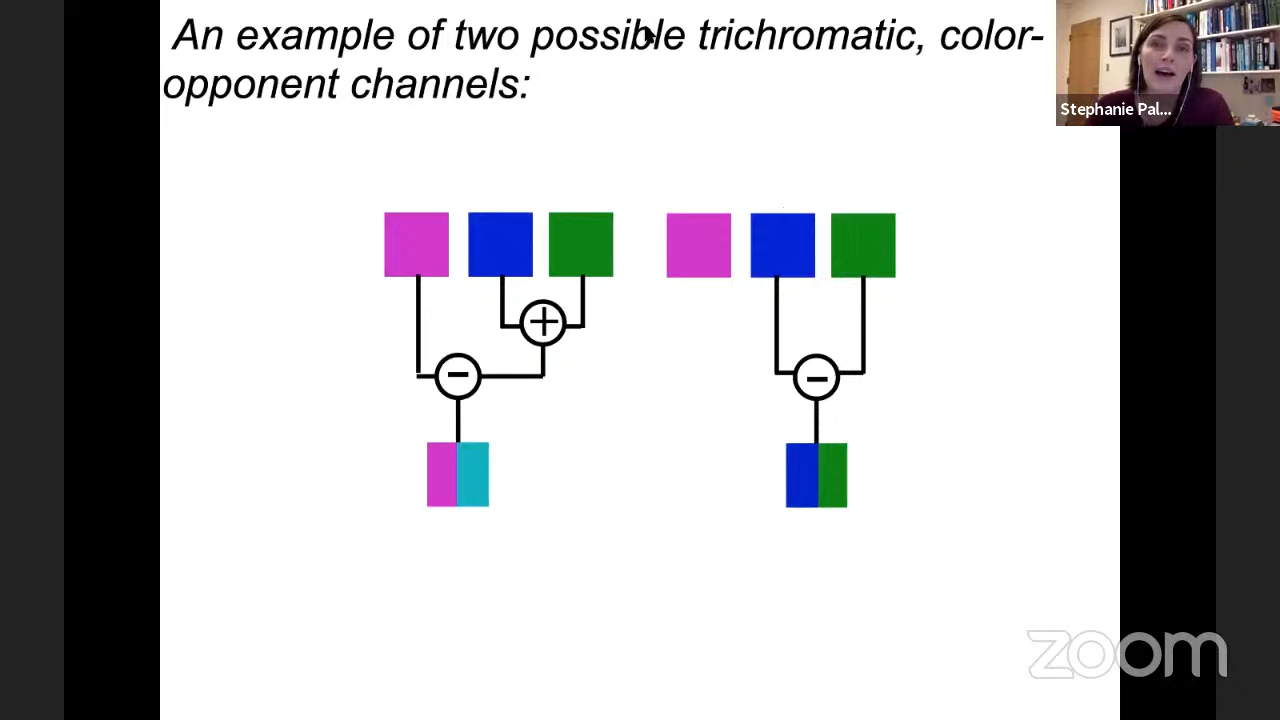 An example of two possible trichromatic, color-
opponent channels:
Stephanie Pal...
+
-
-
zoom